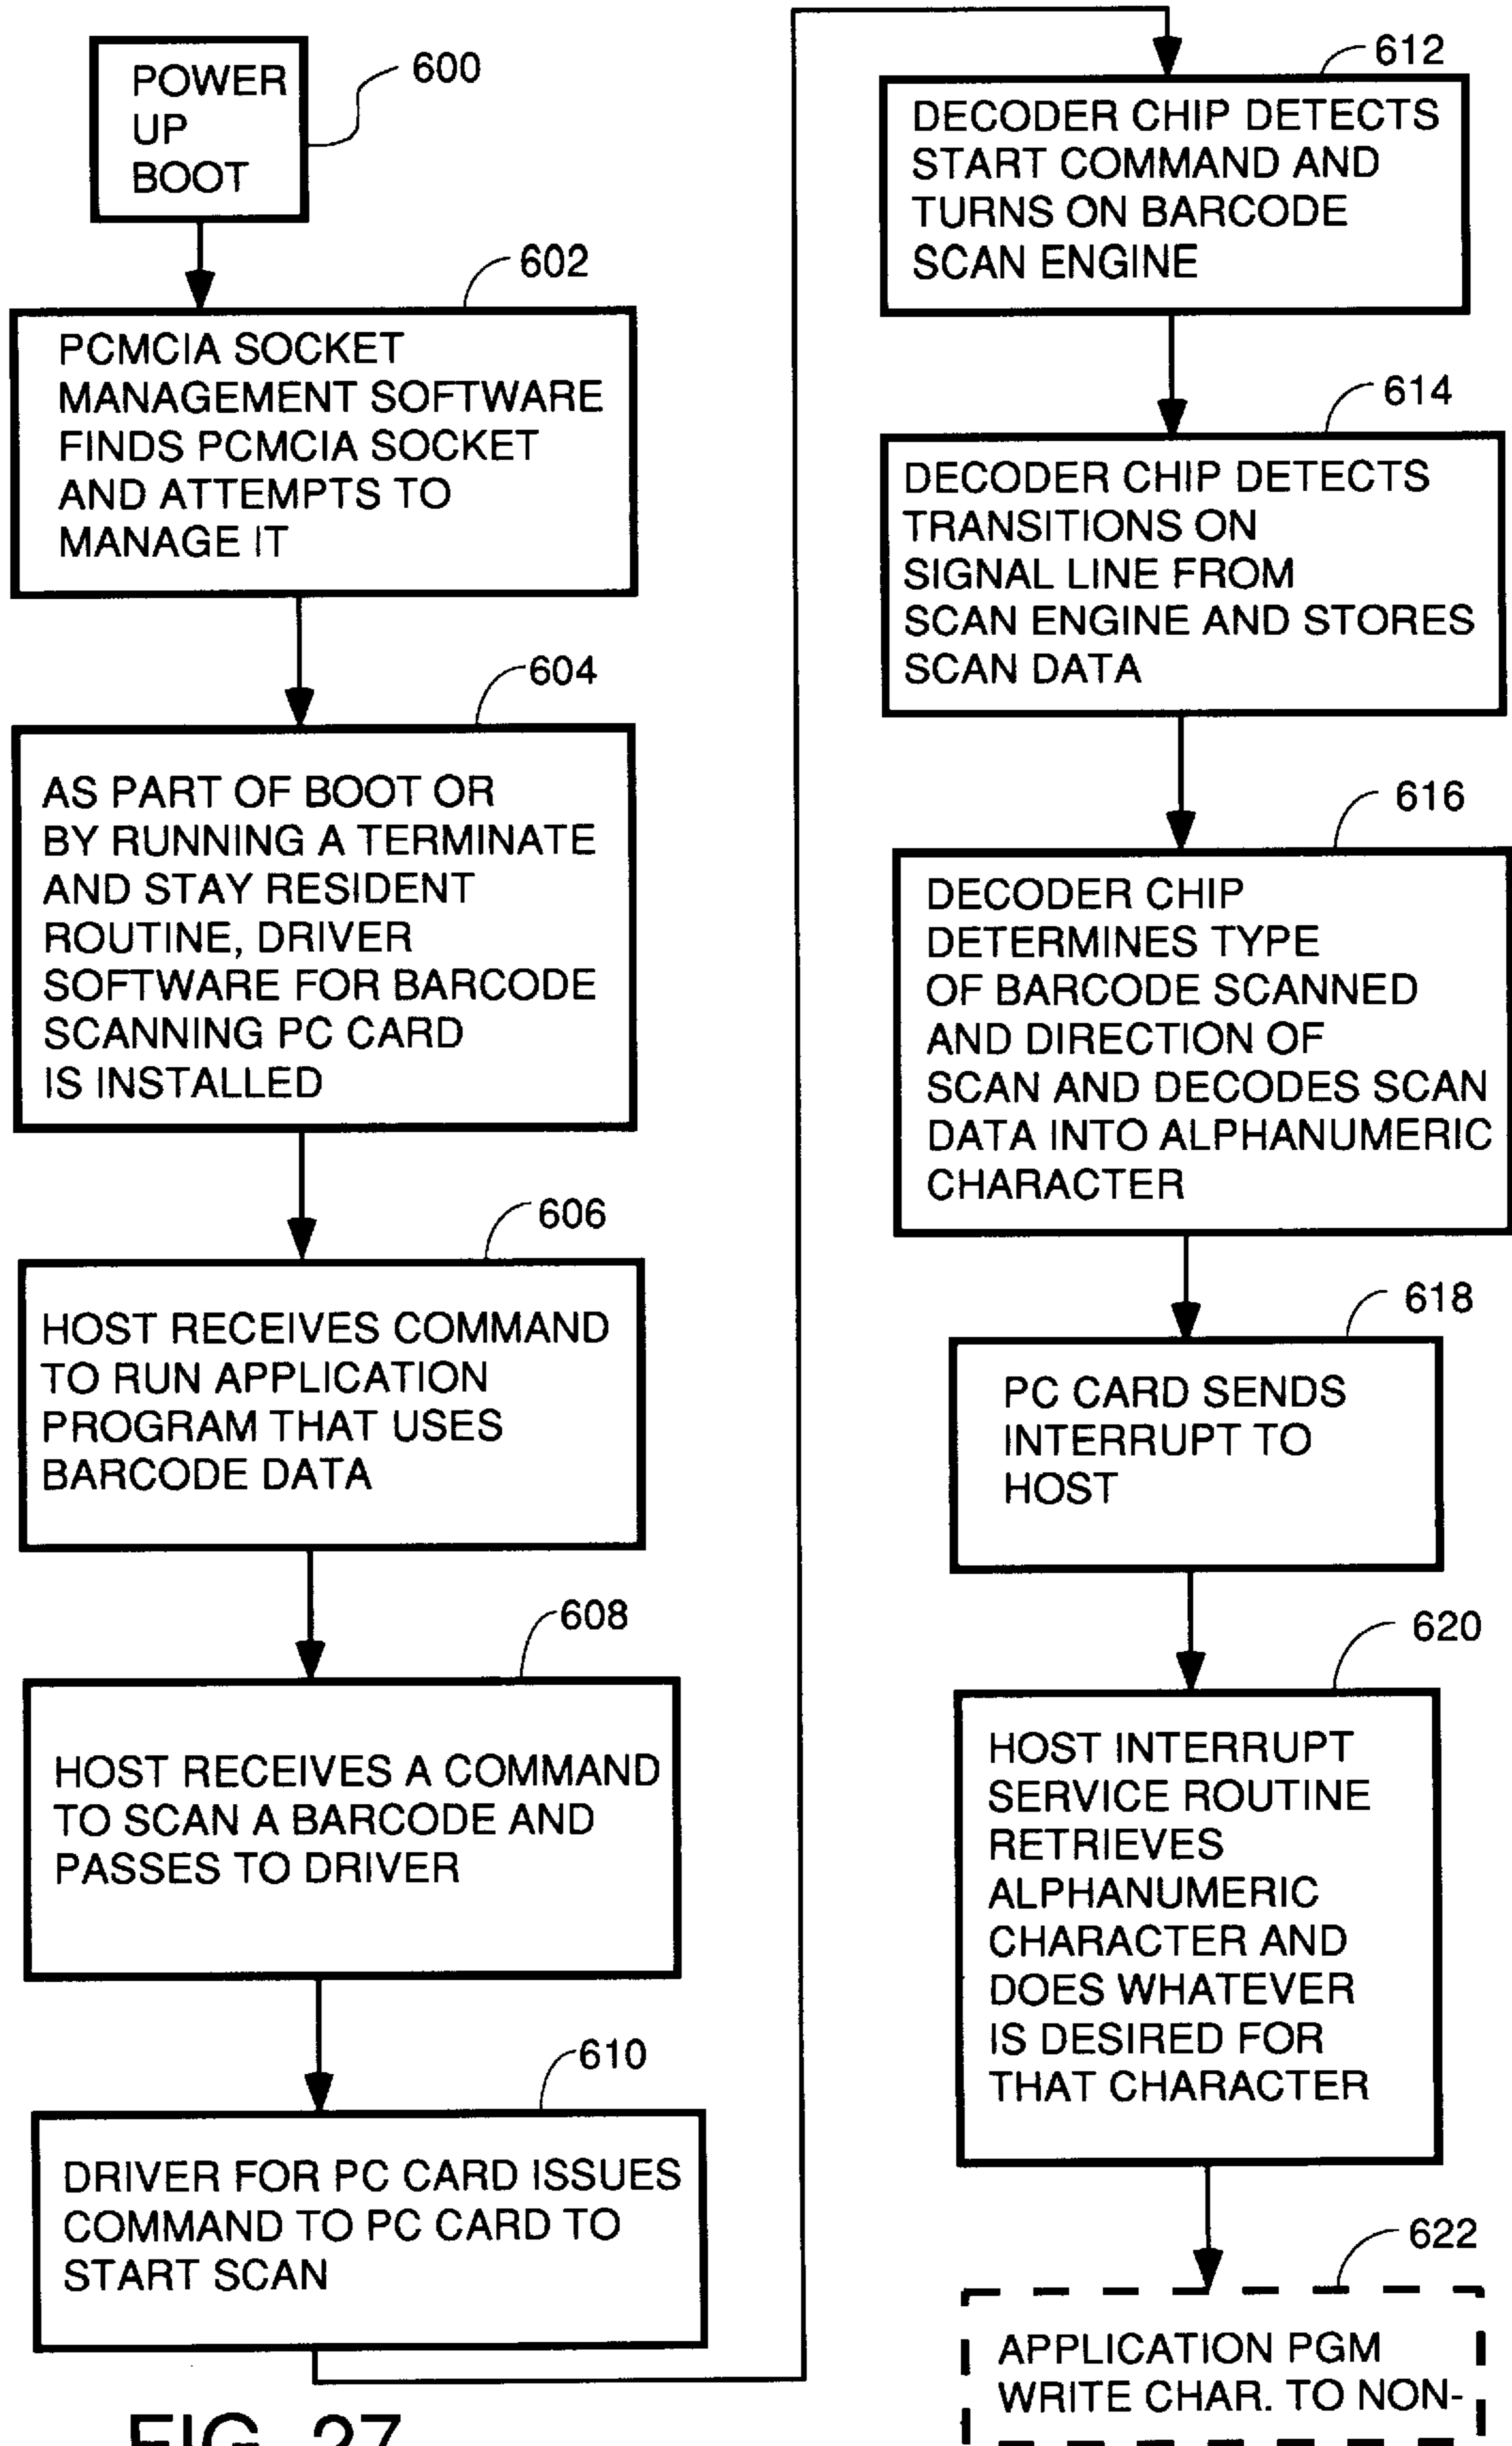 POWER
UP
BOOT
600
602
PCMCIA SOCKET
MANAGEMENT SOFTWARE
FINDS PCMCIA SOCKET
AND ATTEMPTS TO
MANAGE IT
604
AS PART OF BOOT OR
BY RUNNING A TERMINATE
AND STAY RESIDENT
ROUTINE, DRIVER
SOFTWARE FOR BARCODE
SCANNING PC CARD
IS INSTALLED
606
HOST RECEIVES COMMAND
TO RUN APPLICATION
PROGRAM THAT USES
BARCODE DATA
608
HOST RECEIVES A COMMAND
TO SCAN A BARCODE AND
PASSES TO DRIVER
610
DRIVER FOR PC CARD ISSUES
COMMAND TO PC CARD TO
START SCAN
612
DECODER CHIP DETECTS
START COMMAND AND
TURNS ON BARCODE
SCAN ENGINE
614
DECODER CHIP DETECTS
TRANSITIONS ON
SIGNAL LINE FROM
SCAN ENGINE AND STORES
SCAN DATA
616
DECODER CHIP
DETERMINES TYPE
OF BARCODE SCANNED
AND DIRECTION OF
SCAN AND DECODES SCAN
DATA INTO ALPHANUMERIC
CHARACTER
618
PC CARD SENDS
INTERRUPT TO
HOST
620
HOST INTERRUPT
SERVICE ROUTINE
RETRIEVES
ALPHANUMERIC
CHARACTER AND
DOES WHATEVER
IS DESIRED FOR
THAT CHARACTER
622
APPLICATION PGM
WRITE CHAR. TO NON-
FIG. 27